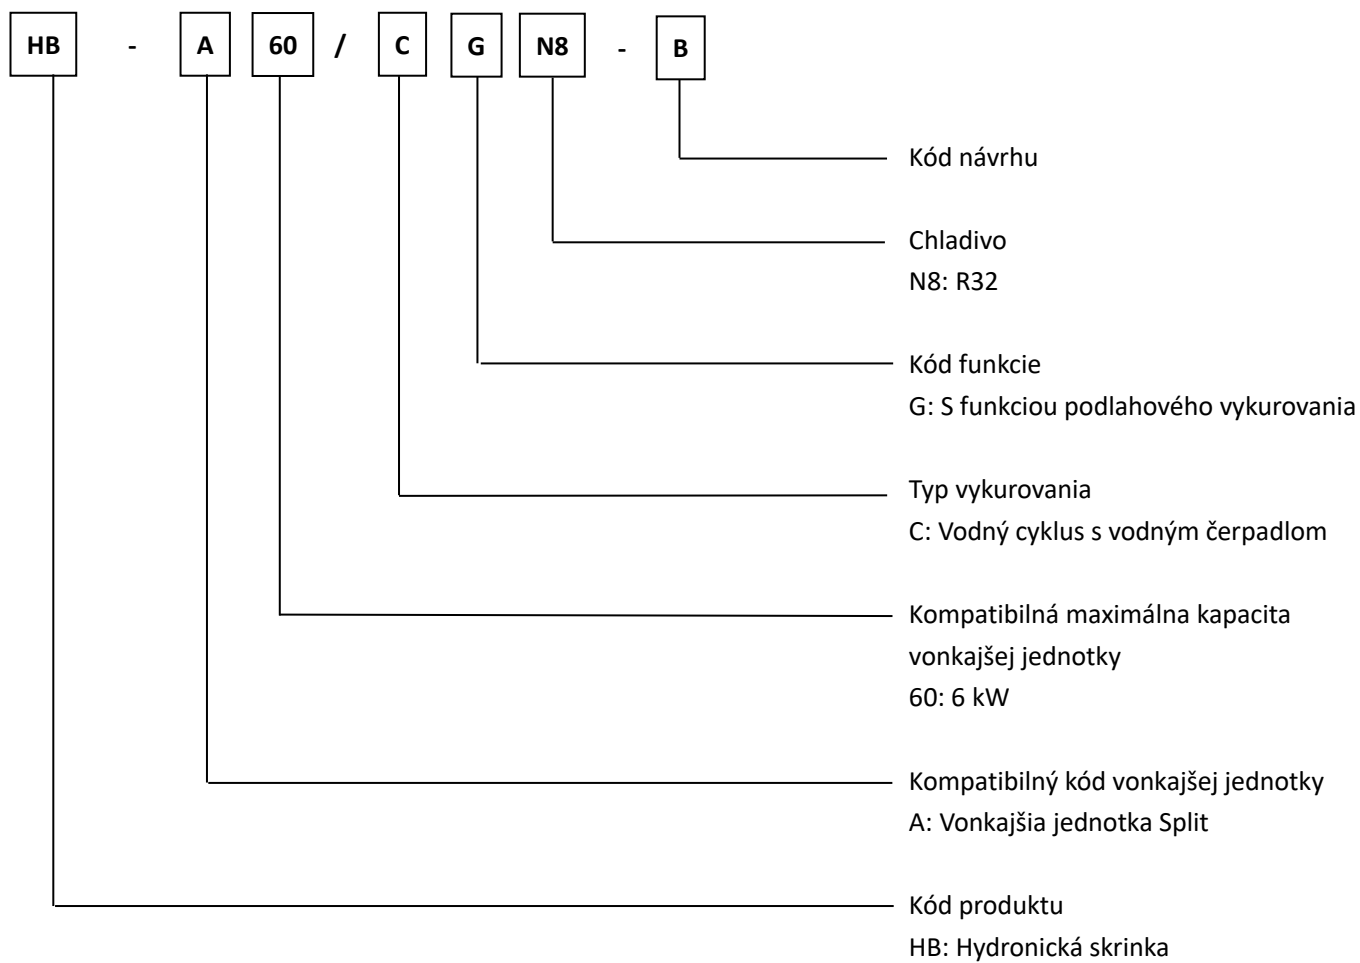 HB - A 60 / C G N8 - B
Kód návrhu
Chladivo
N8: R32
Kód funkcie
G: S funkciou podlahového vykurovania
Typ vykurovania
C: Vodný cyklus s vodným čerpadlom
Kompatibilná maximálna kapacita
vonkajšej jednotky
60: 6 kW
Kompatibilný kód vonkajšej jednotky
A: Vonkajšia jednotka Split
Kód produktu
HB: Hydronická skrinka